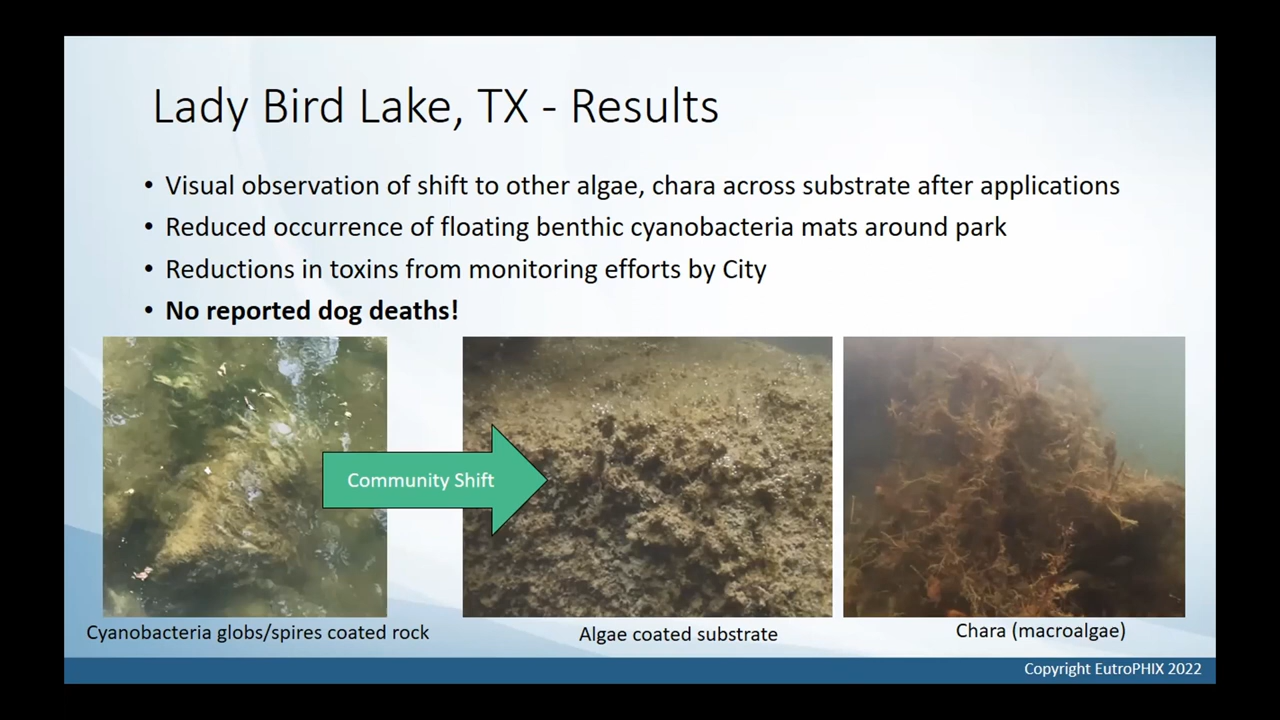 Lady Bird Lake, TX - Results
• Visual observation of shift to other algae, chara across substrate after applications
• Reduced occurrence of floating benthic cyanobacteria mats around park
• Reductions in toxins from monitoring efforts by City
• No reported dog deaths!
Community Shift
Cyanobacteria globs/spires coated rock
Algae coated substrate
Chara (macroalgae)
Copyright EutroPHIX 2022